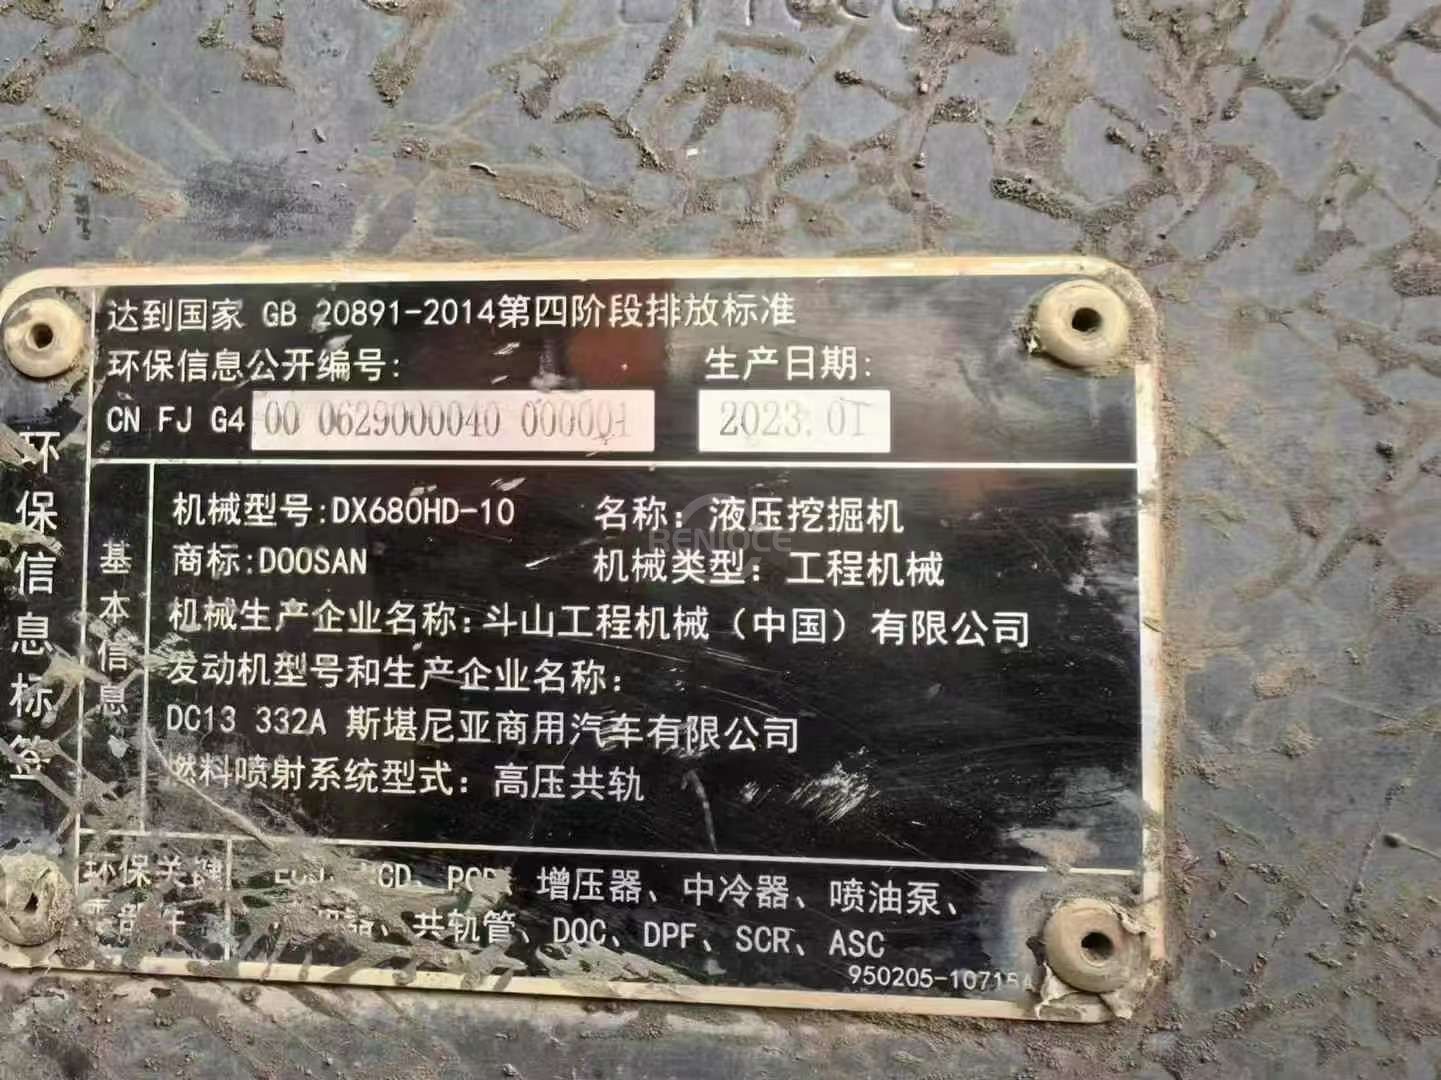 达到国家 GB 20891-2014第四阶段排放标准
环保信息公开编号: 生产日期:
CN FJ G4 00 0629000040 000001 2023.01
环保信息标签
基本信息
机械型号:DX680HD-10 名称: 液压挖掘机
商标:DOOSAN 机械类型: 工程机械
机械生产企业名称:斗山工程机械（中国）有限公司
发动机型号和生产企业名称:
DC13 332A 斯堪尼亚商用汽车有限公司
燃料喷射系统型式: 高压共轨
环保关键 增压器、中冷器、喷油泵、
部件 共轨管、DOC、DPF、SCR、ASC
RENIOCE